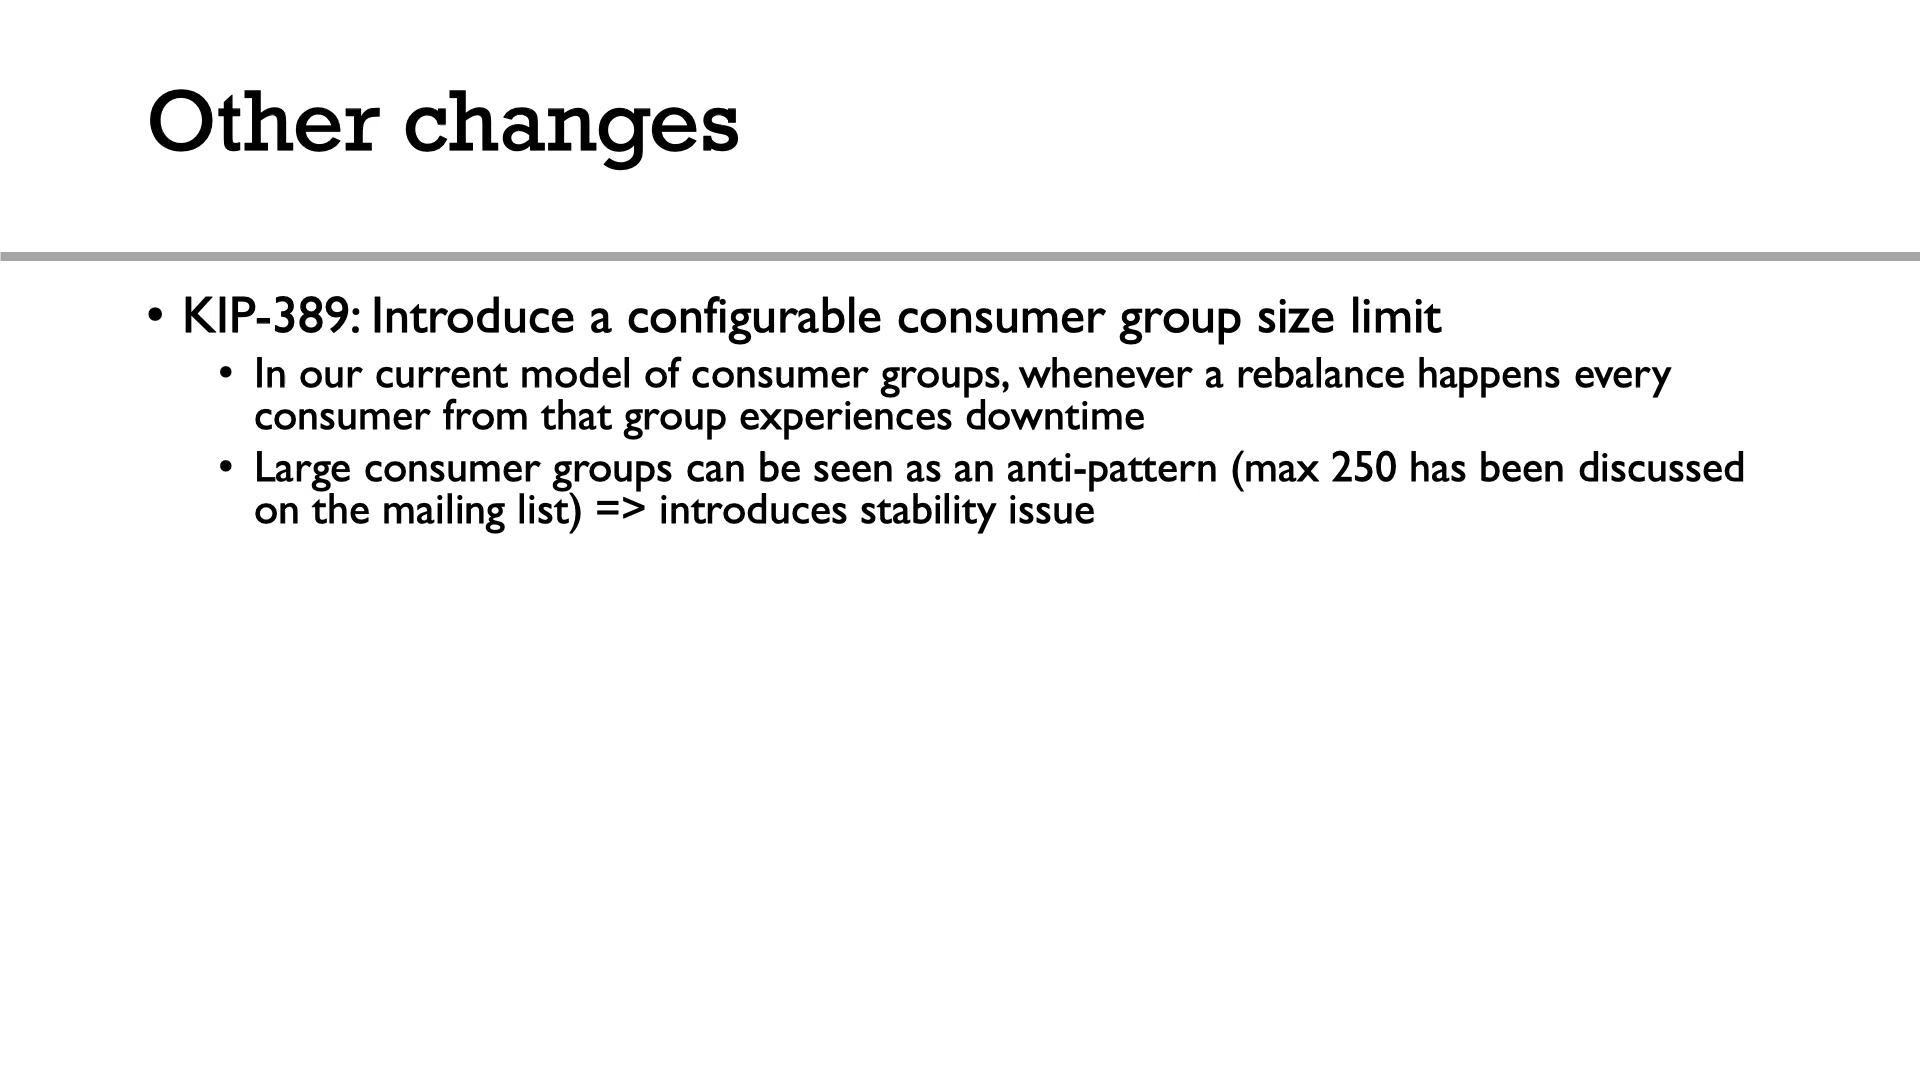 Other changes
• KIP-389: Introduce a configurable consumer group size limit
• In our current model of consumer groups, whenever a rebalance happens every
consumer from that group experiences downtime
• Large consumer groups can be seen as an anti-pattern (max 250 has been discussed
on the mailing list) => introduces stability issue